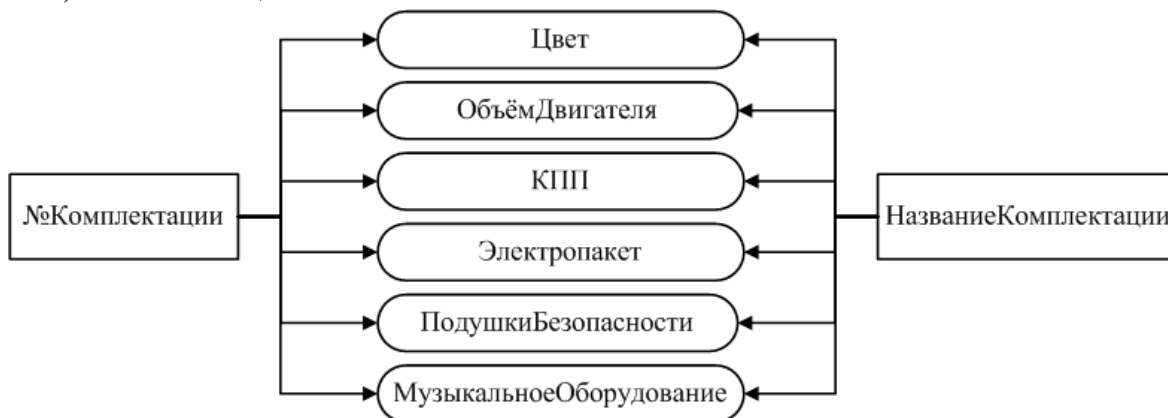 Цвет
ОбъёмДвигателя
КПП
№Комплектации
НазваниеКомплектации
Электропакет
ПодушкиБезопасности
МузыкальноеОборудование